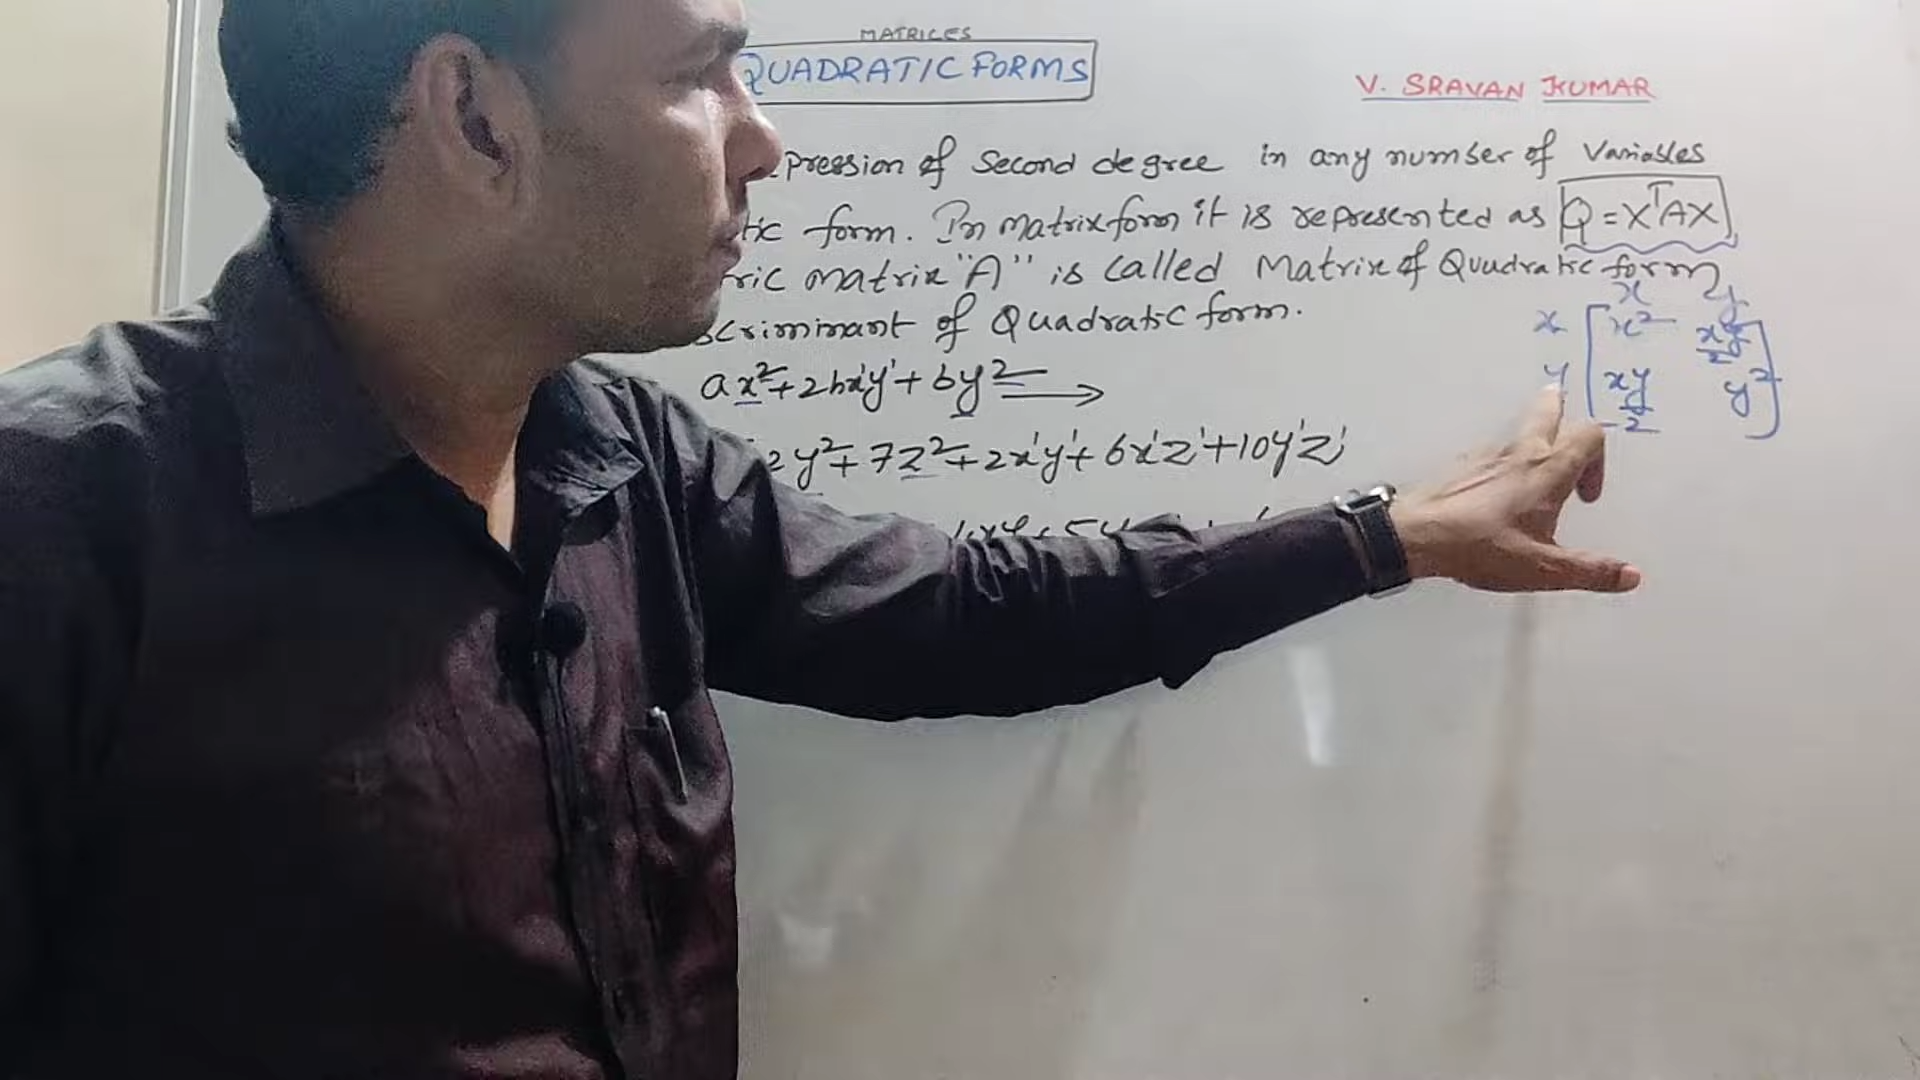 MATRICES
QUADRATIC FORMS
V. SRAVAN KUMAR
pression of Second degree in any number of Variables
tic form. In Matrix form it is represented as Q = XᵀAX
ric matrix "A" is called Matrix of Quadratic form
scriminant of Quadratic form.
x y
x [ x² xy/2
y xy/2 y² ]
ax² + 2hx'y' + by² →
2y² + 7z² + 2x'y' + 6x'z' + 10y'z'